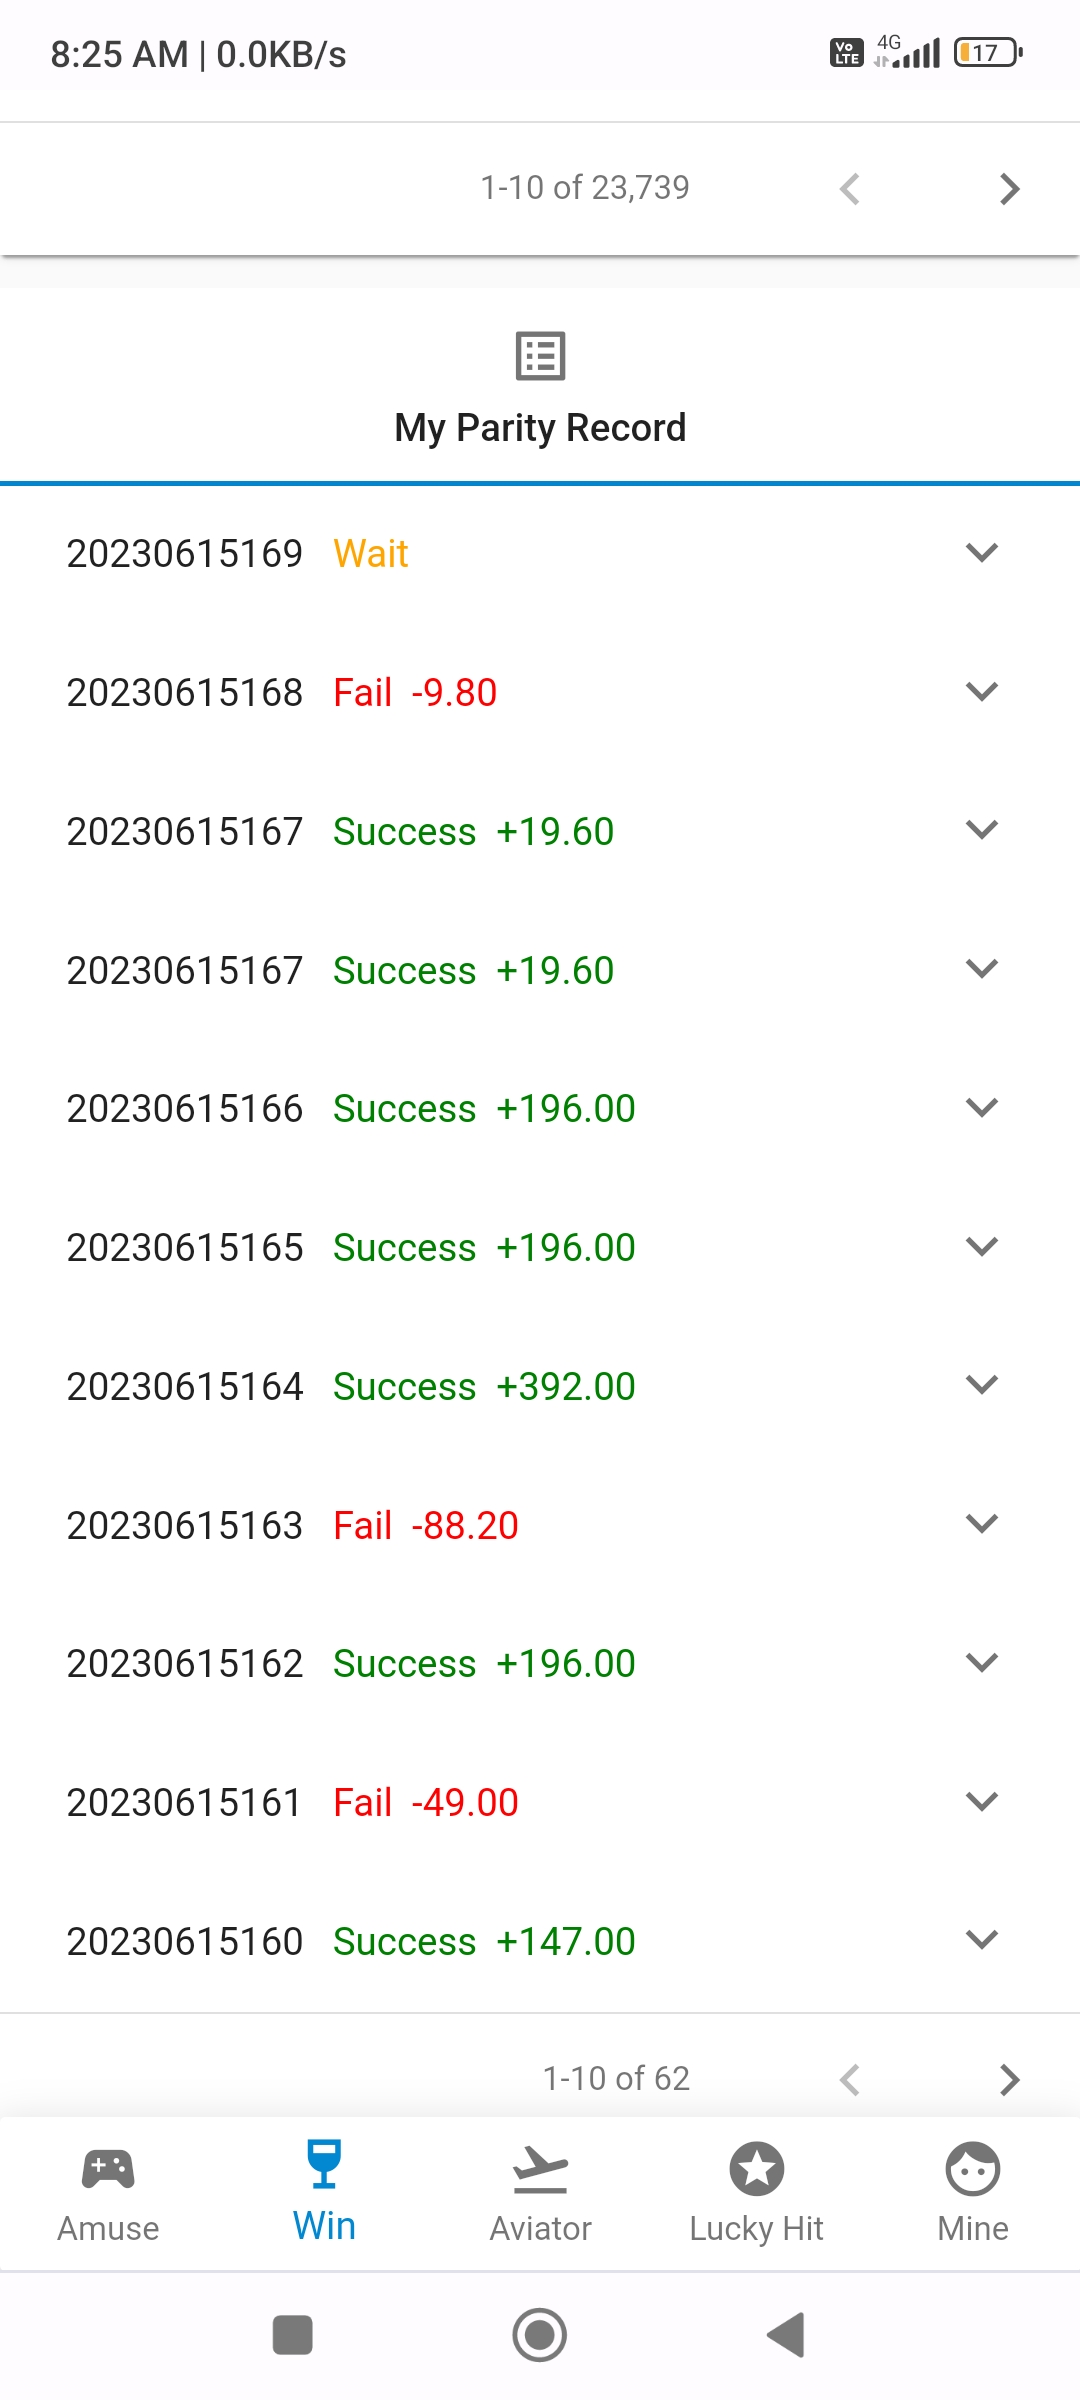 8:25 AM | 0.0KB/s Vo LTE 4G 17
1-10 of 23,739
My Parity Record
20230615169 Wait
20230615168 Fail -9.80
20230615167 Success +19.60
20230615167 Success +19.60
20230615166 Success +196.00
20230615165 Success +196.00
20230615164 Success +392.00
20230615163 Fail -88.20
20230615162 Success +196.00
20230615161 Fail -49.00
20230615160 Success +147.00
1-10 of 62
Amuse Win Aviator Lucky Hit Mine